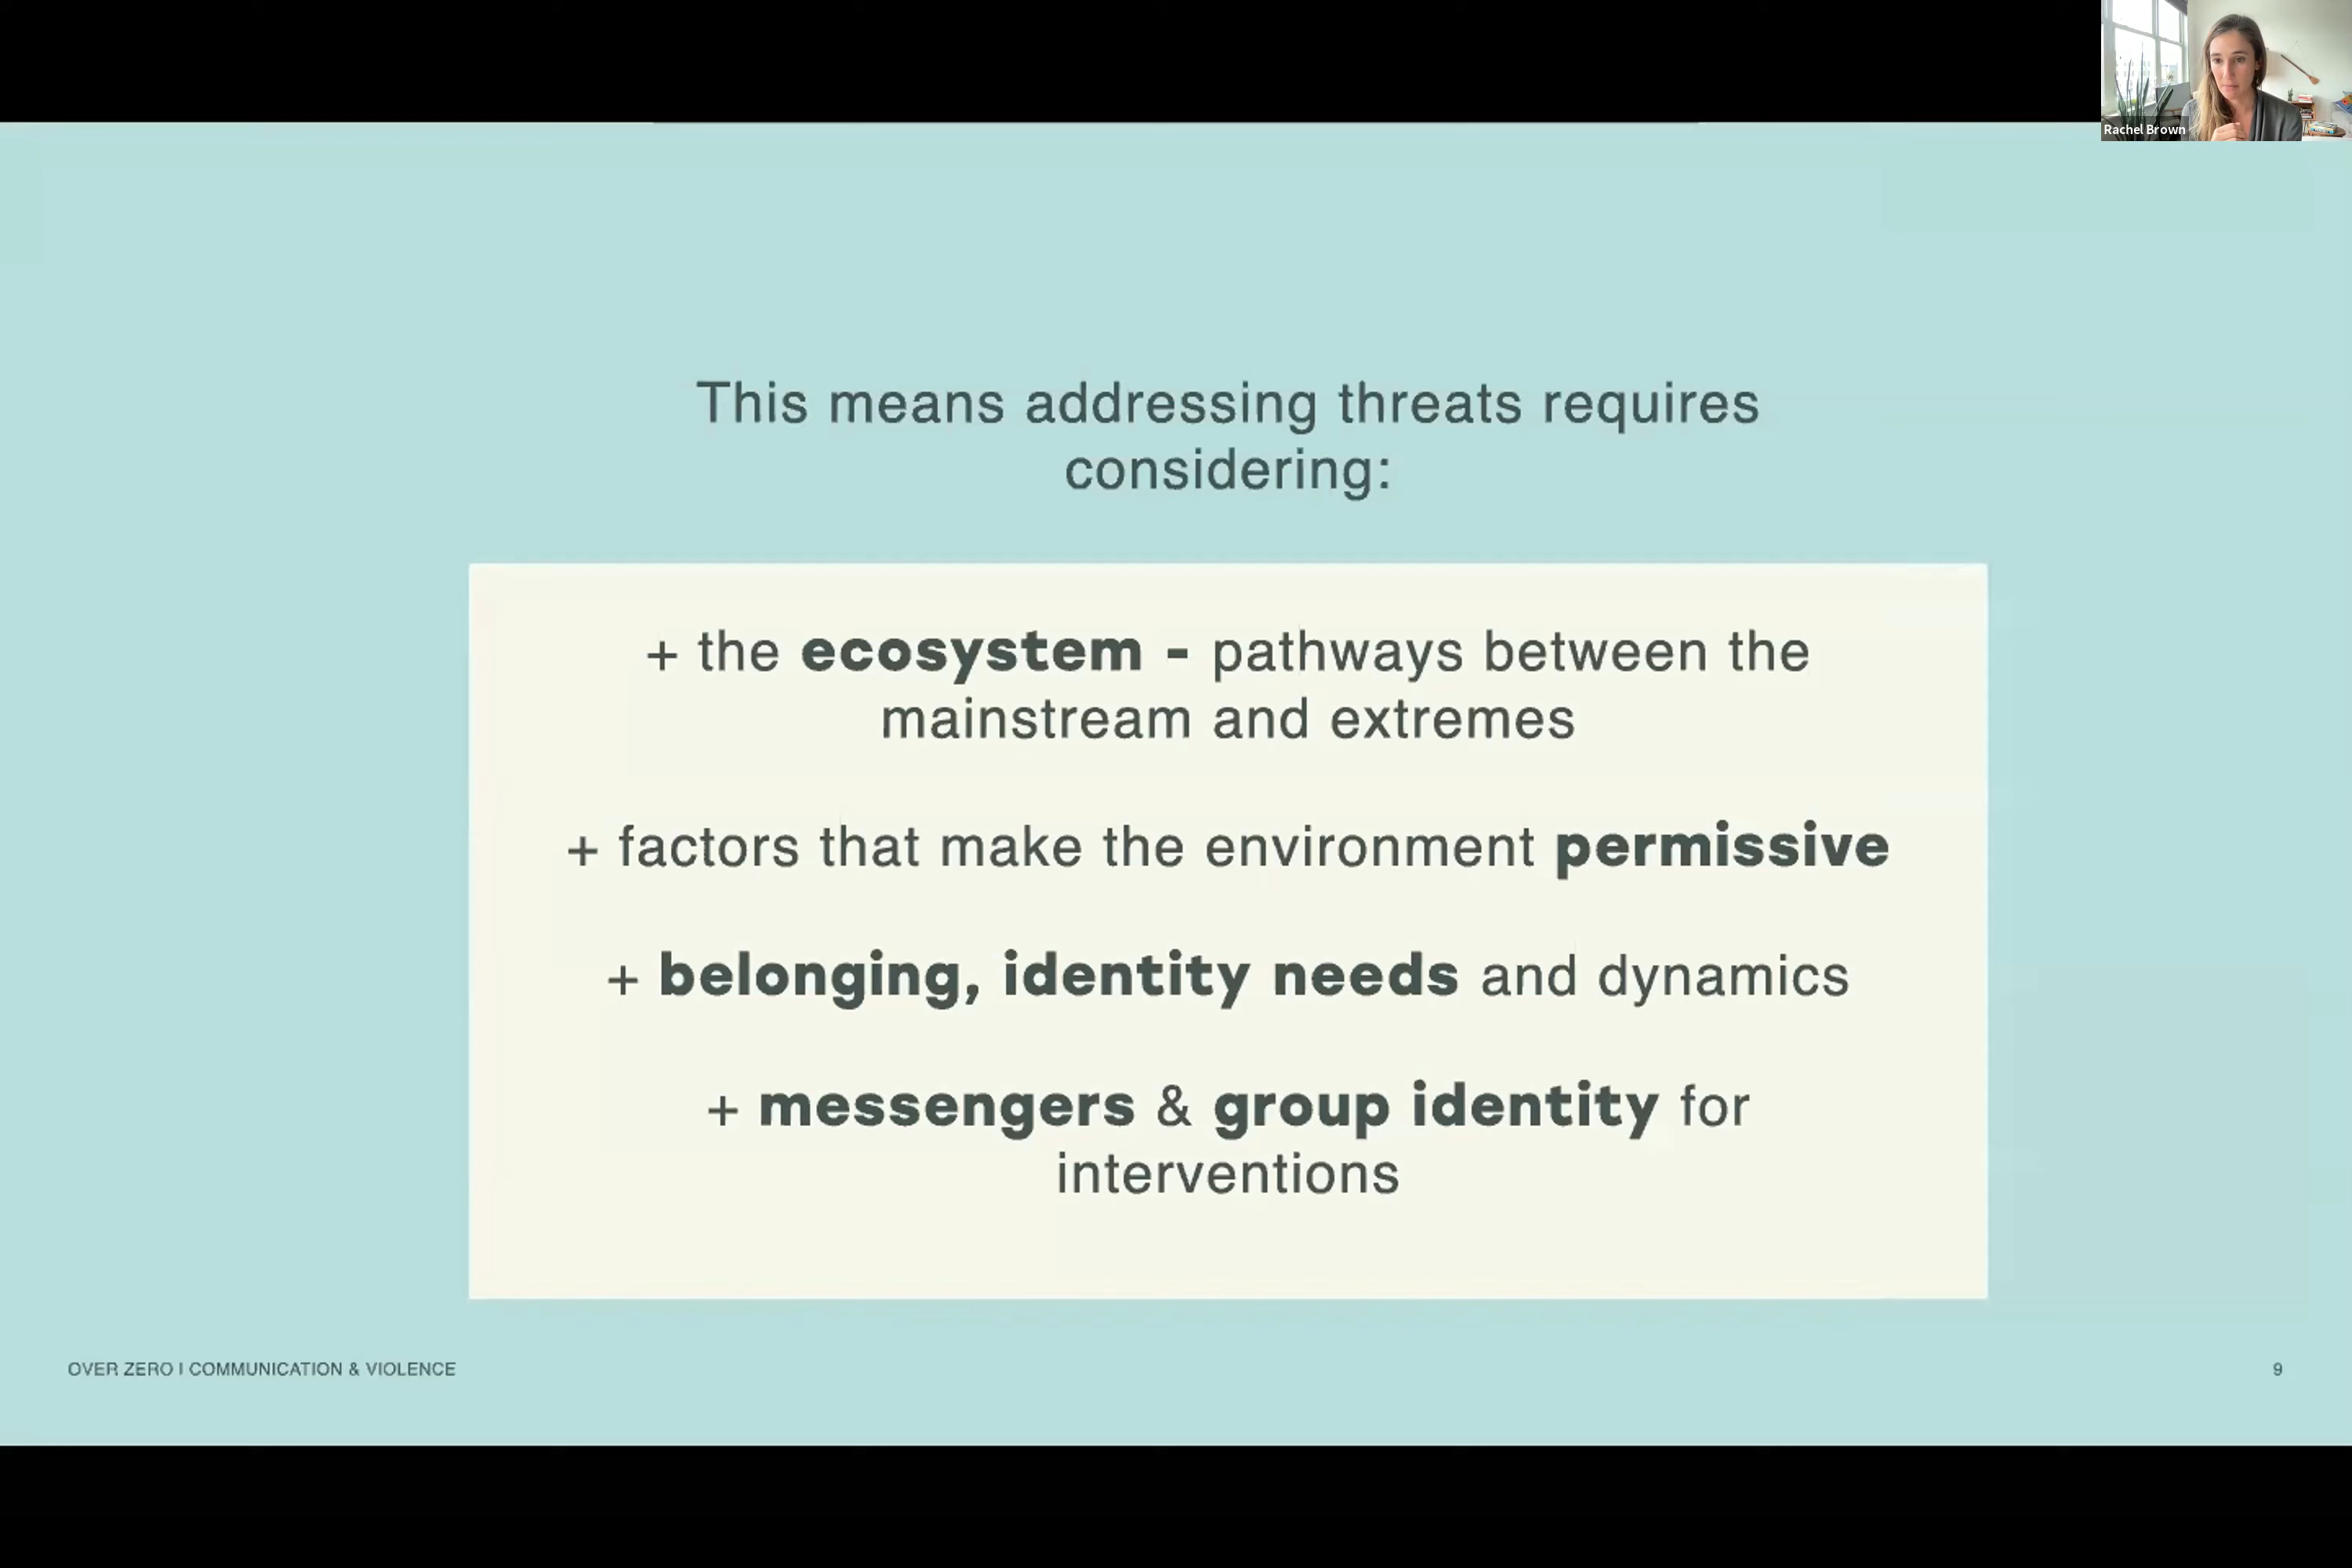 Rachel Brown
This means addressing threats requires
considering:
+ the ecosystem - pathways between the
mainstream and extremes
+ factors that make the environment permissive
+ belonging, identity needs and dynamics
+ messengers & group identity for
interventions
OVER ZERO I COMMUNICATION & VIOLENCE
9